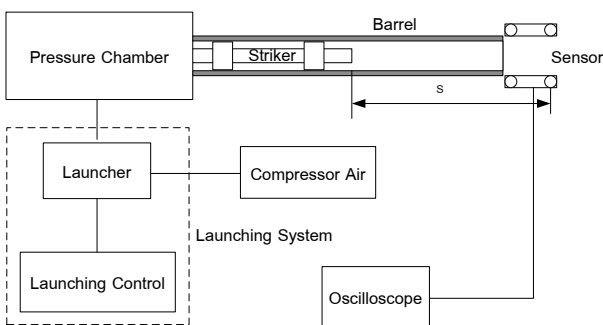 Barrel
Pressure Chamber
Striker
Sensor
s
Launcher
Compressor Air
Launching System
Launching Control
Oscilloscope